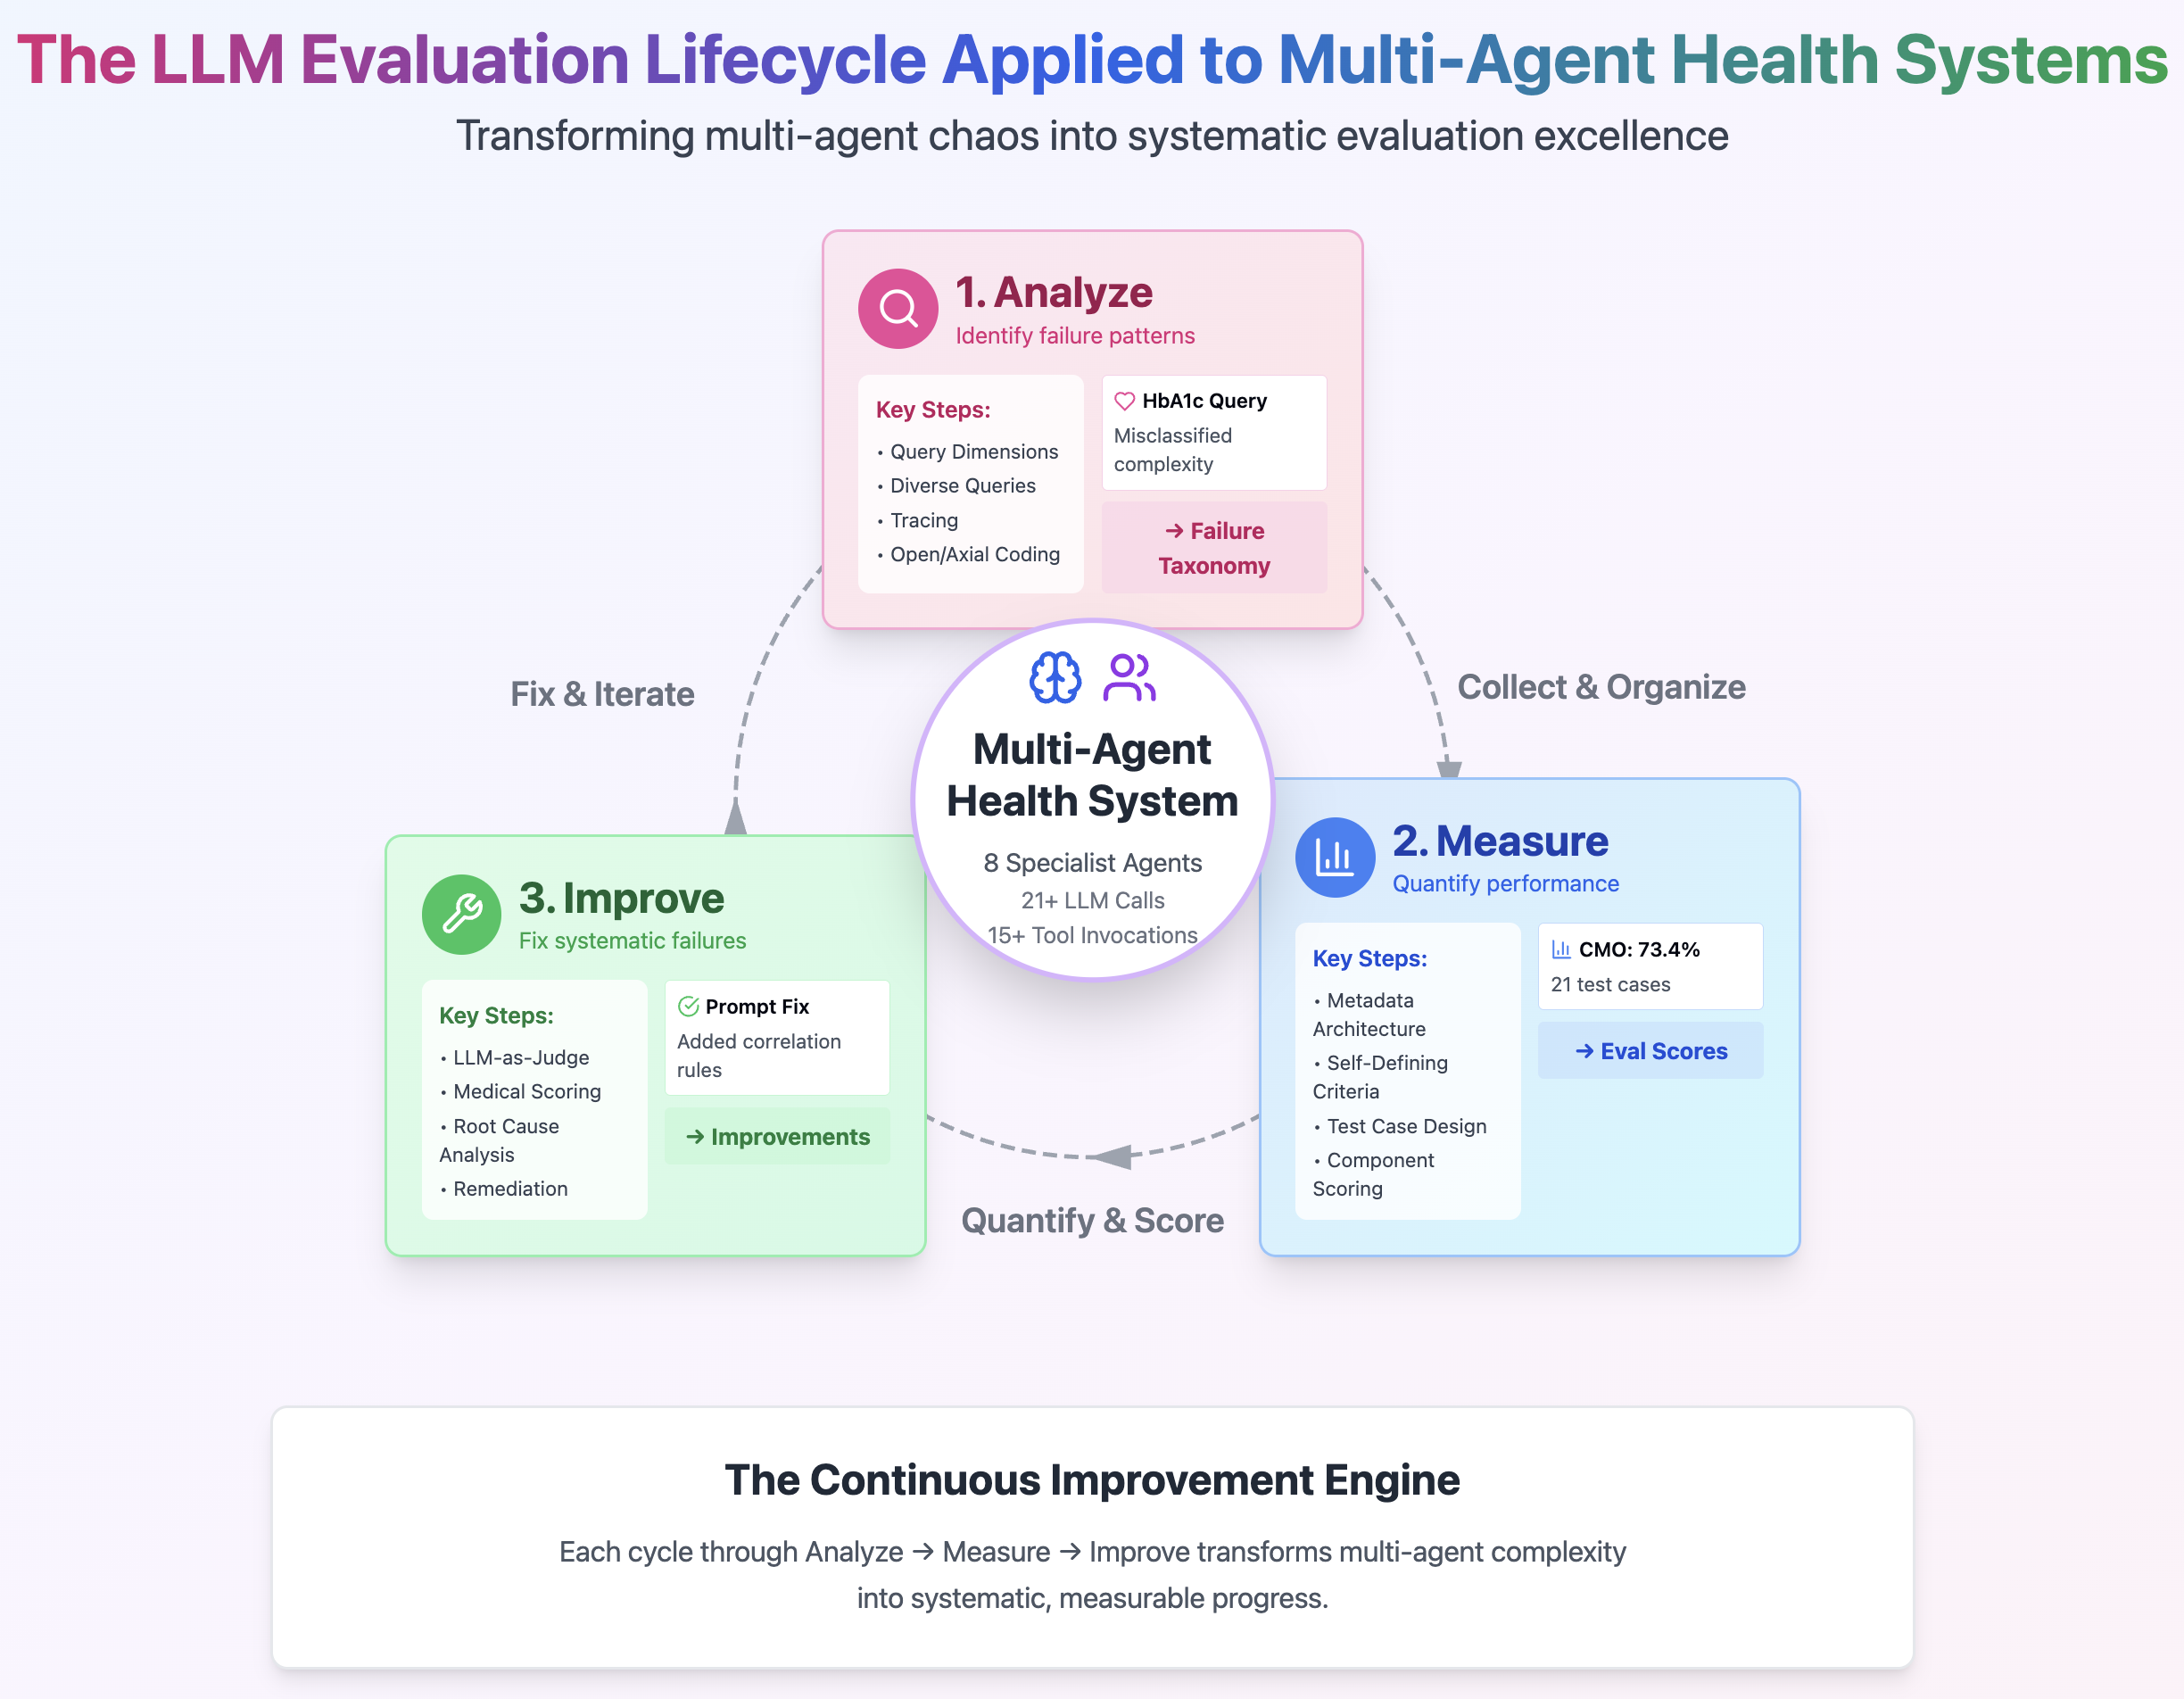 The LLM Evaluation Lifecycle Applied to Multi-Agent Health Systems
Transforming multi-agent chaos into systematic evaluation excellence
1. Analyze
Identify failure patterns
Key Steps:
• Query Dimensions
• Diverse Queries
• Tracing
• Open/Axial Coding
HbA1c Query
Misclassified
complexity
→ Failure
Taxonomy
Fix & Iterate
Collect & Organize
Multi-Agent
Health System
8 Specialist Agents
21+ LLM Calls
15+ Tool Invocations
2. Measure
Quantify performance
Key Steps:
• Metadata
Architecture
• Self-Defining
Criteria
• Test Case Design
• Component
Scoring
CMO: 73.4%
21 test cases
→ Eval Scores
3. Improve
Fix systematic failures
Key Steps:
• LLM-as-Judge
• Medical Scoring
• Root Cause
Analysis
• Remediation
Prompt Fix
Added correlation
rules
→ Improvements
Quantify & Score
The Continuous Improvement Engine
Each cycle through Analyze → Measure → Improve transforms multi-agent complexity
into systematic, measurable progress.